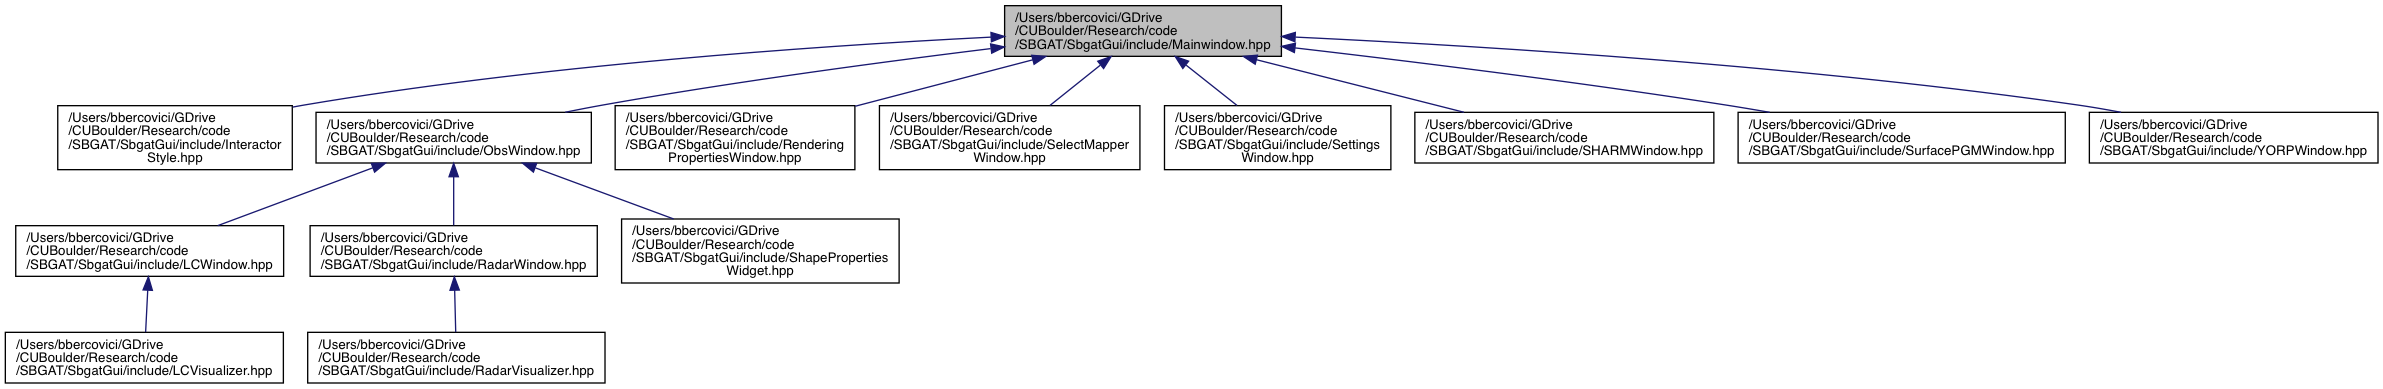 /Users/bbercovici/GDrive
/CUBoulder/Research/code
/SBGAT/SbgatGui/include/Mainwindow.hpp
/Users/bbercovici/GDrive
/CUBoulder/Research/code
/SBGAT/SbgatGui/include/Interactor
Style.hpp
/Users/bbercovici/GDrive
/CUBoulder/Research/code
/SBGAT/SbgatGui/include/ObsWindow.hpp
/Users/bbercovici/GDrive
/CUBoulder/Research/code
/SBGAT/SbgatGui/include/Rendering
PropertiesWindow.hpp
/Users/bbercovici/GDrive
/CUBoulder/Research/code
/SBGAT/SbgatGui/include/SelectMapper
Window.hpp
/Users/bbercovici/GDrive
/CUBoulder/Research/code
/SBGAT/SbgatGui/include/Settings
Window.hpp
/Users/bbercovici/GDrive
/CUBoulder/Research/code
/SBGAT/SbgatGui/include/SHARMWindow.hpp
/Users/bbercovici/GDrive
/CUBoulder/Research/code
/SBGAT/SbgatGui/include/SurfacePGMWindow.hpp
/Users/bbercovici/GDrive
/CUBoulder/Research/code
/SBGAT/SbgatGui/include/YORPWindow.hpp
/Users/bbercovici/GDrive
/CUBoulder/Research/code
/SBGAT/SbgatGui/include/LCWindow.hpp
/Users/bbercovici/GDrive
/CUBoulder/Research/code
/SBGAT/SbgatGui/include/RadarWindow.hpp
/Users/bbercovici/GDrive
/CUBoulder/Research/code
/SBGAT/SbgatGui/include/ShapeProperties
Widget.hpp
/Users/bbercovici/GDrive
/CUBoulder/Research/code
/SBGAT/SbgatGui/include/LCVisualizer.hpp
/Users/bbercovici/GDrive
/CUBoulder/Research/code
/SBGAT/SbgatGui/include/RadarVisualizer.hpp